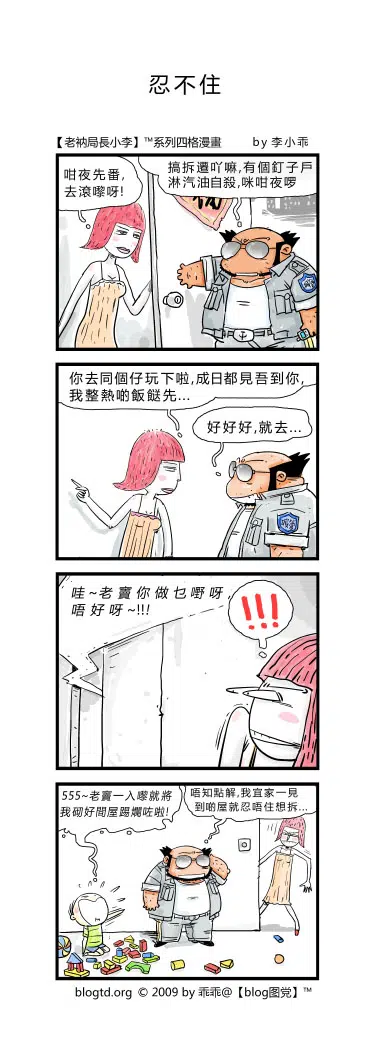 忍不住
【老衲局長小李】™系列四格漫畫 by 李小乖
咁夜先番,
去滾嚟呀!
搞拆遷吖嘛,有個釘子戶
淋汽油自殺,咪咁夜啰
你去同個仔玩下啦,成日都見吾到你,
我整熱啲飯餸先...
好好好,就去...
哇~老竇你做乜嘢呀,
唔好呀~!!!
!!!
555~老竇一入嚟就將
我砌好間屋踢爛咗啦!
唔知點解,我宜家一見
到啲屋就忍唔住想拆...
blogtd.org © 2009 by 乖乖@【blog图党】™